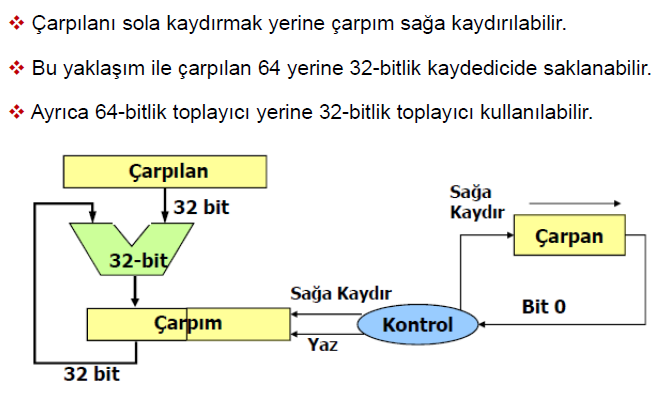 Çarpılanı sola kaydırmak yerine çarpım sağa kaydırılabilir.
Bu yaklaşım ile çarpılan 64 yerine 32-bitlik kaydedicide saklanabilir.
Ayrıca 64-bitlik toplayıcı yerine 32-bitlik toplayıcı kullanılabilir.
Çarpılan
32 bit
32-bit
Çarpım
32 bit
Sağa Kaydır
Yaz
Kontrol
Sağa
Kaydır
Çarpan
Bit 0